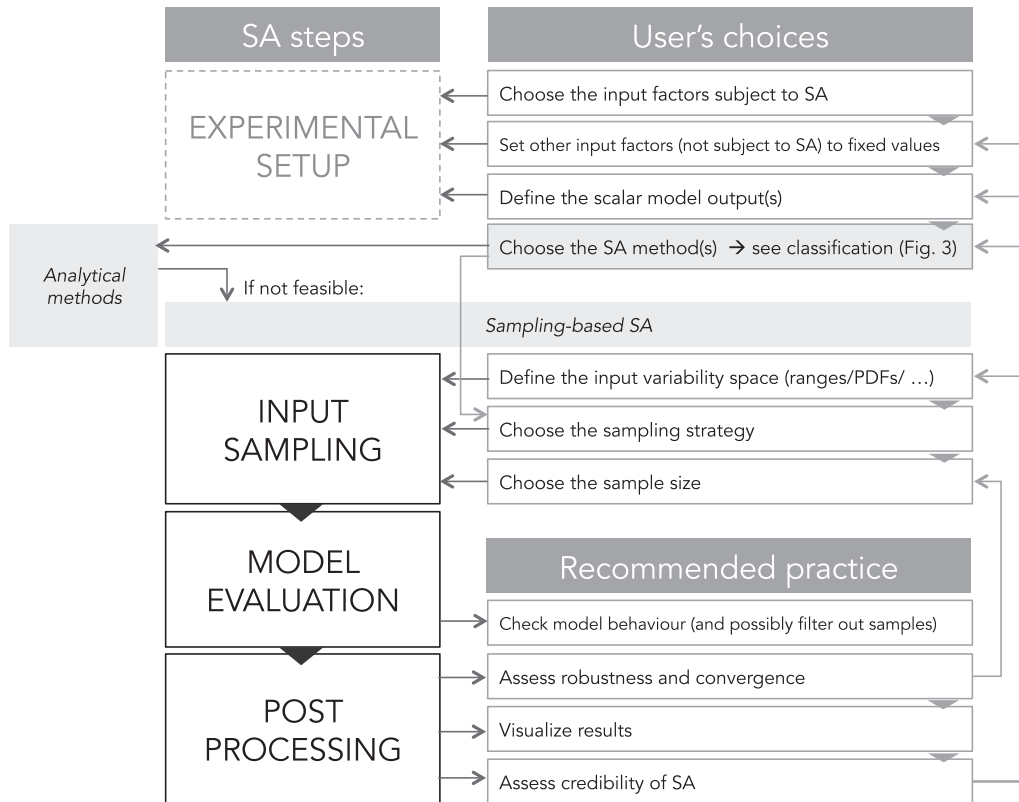 SA steps
User's choices
EXPERIMENTAL
SETUP
Choose the input factors subject to SA
Set other input factors (not subject to SA) to fixed values
Define the scalar model output(s)
Choose the SA method(s) → see classification (Fig. 3)
Analytical
methods
If not feasible:
Sampling-based SA
INPUT
SAMPLING
Define the input variability space (ranges/PDFs/ …)
Choose the sampling strategy
Choose the sample size
MODEL
EVALUATION
Recommended practice
Check model behaviour (and possibly filter out samples)
POST
PROCESSING
Assess robustness and convergence
Visualize results
Assess credibility of SA